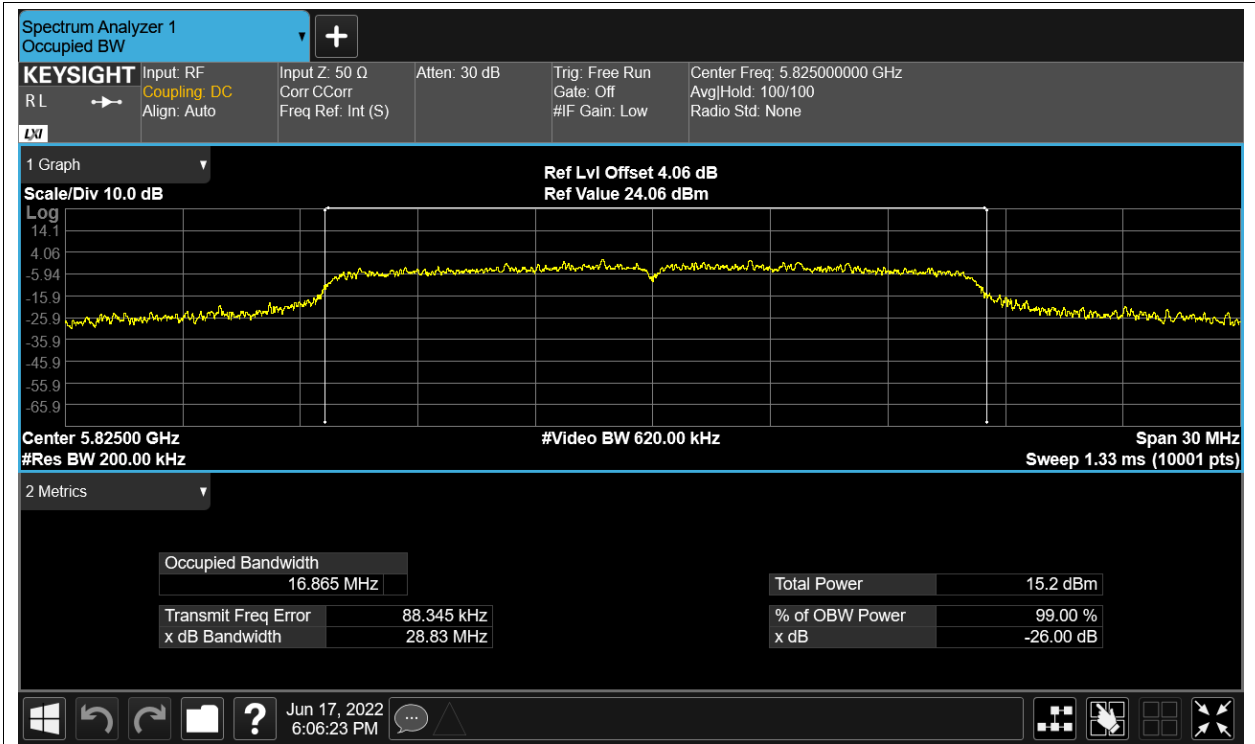 Spectrum Analyzer 1
Occupied BW
KEYSIGHT
R L
LXI
Input: RF
Coupling: DC
Align: Auto
Input Z: 50 Ω
Corr CCorr
Freq Ref: Int (S)
Atten: 30 dB
Trig: Free Run
Gate: Off
#IF Gain: Low
Center Freq: 5.825000000 GHz
Avg|Hold: 100/100
Radio Std: None
1 Graph
Scale/Div 10.0 dB
Ref Lvl Offset 4.06 dB
Ref Value 24.06 dBm
Log
14.1
4.06
-5.94
-15.9
-25.9
-35.9
-45.9
-55.9
-65.9
Center 5.82500 GHz
#Video BW 620.00 kHz
Span 30 MHz
#Res BW 200.00 kHz
Sweep 1.33 ms (10001 pts)
2 Metrics
Occupied Bandwidth
16.865 MHz
Transmit Freq Error 88.345 kHz
x dB Bandwidth 28.83 MHz
Total Power 15.2 dBm
% of OBW Power 99.00 %
x dB -26.00 dB
?
Jun 17, 2022
6:06:23 PM